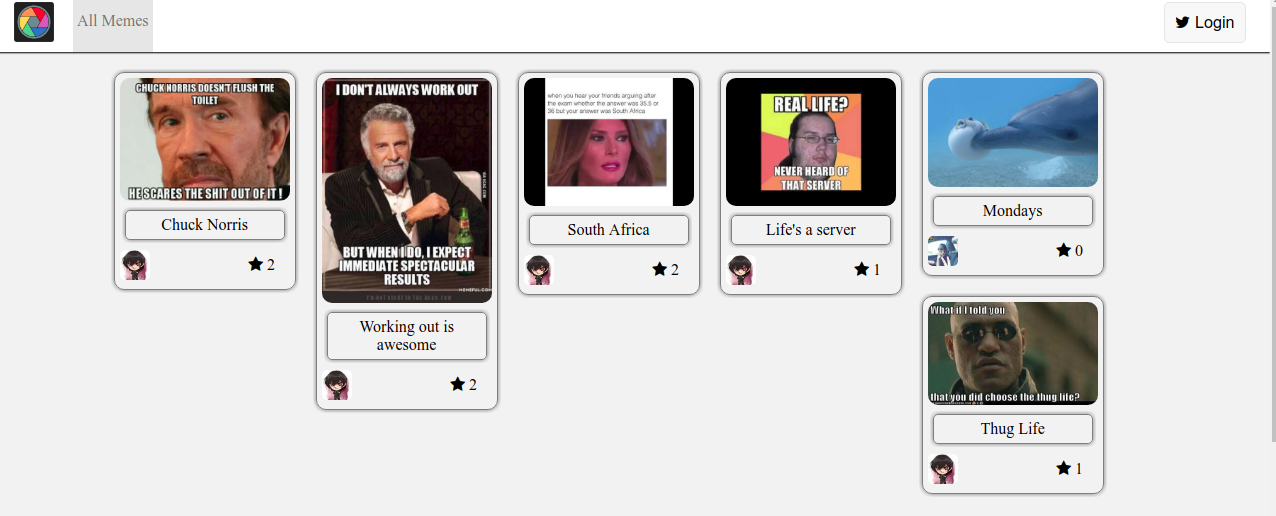 All Memes
Login
CHUCK NORRIS DOESN'T FLUSH THE
TOILET
HE SCARES THE SHIT OUT OF IT !
Chuck Norris
2
I DON'T ALWAYS WORK OUT
BUT WHEN I DO, I EXPECT
IMMEDIATE SPECTACULAR
RESULTS
MEMEFUL.COM
Working out is
awesome
2
when you hear your friends arguing after
the exam whether the answer was 35.5 or
36 but your answer was South Africa
South Africa
2
REAL LIFE?
NEVER HEARD OF
THAT SERVER
Life's a server
1
Mondays
0
What if I told you
that you did choose the thug life?
Thug Life
1